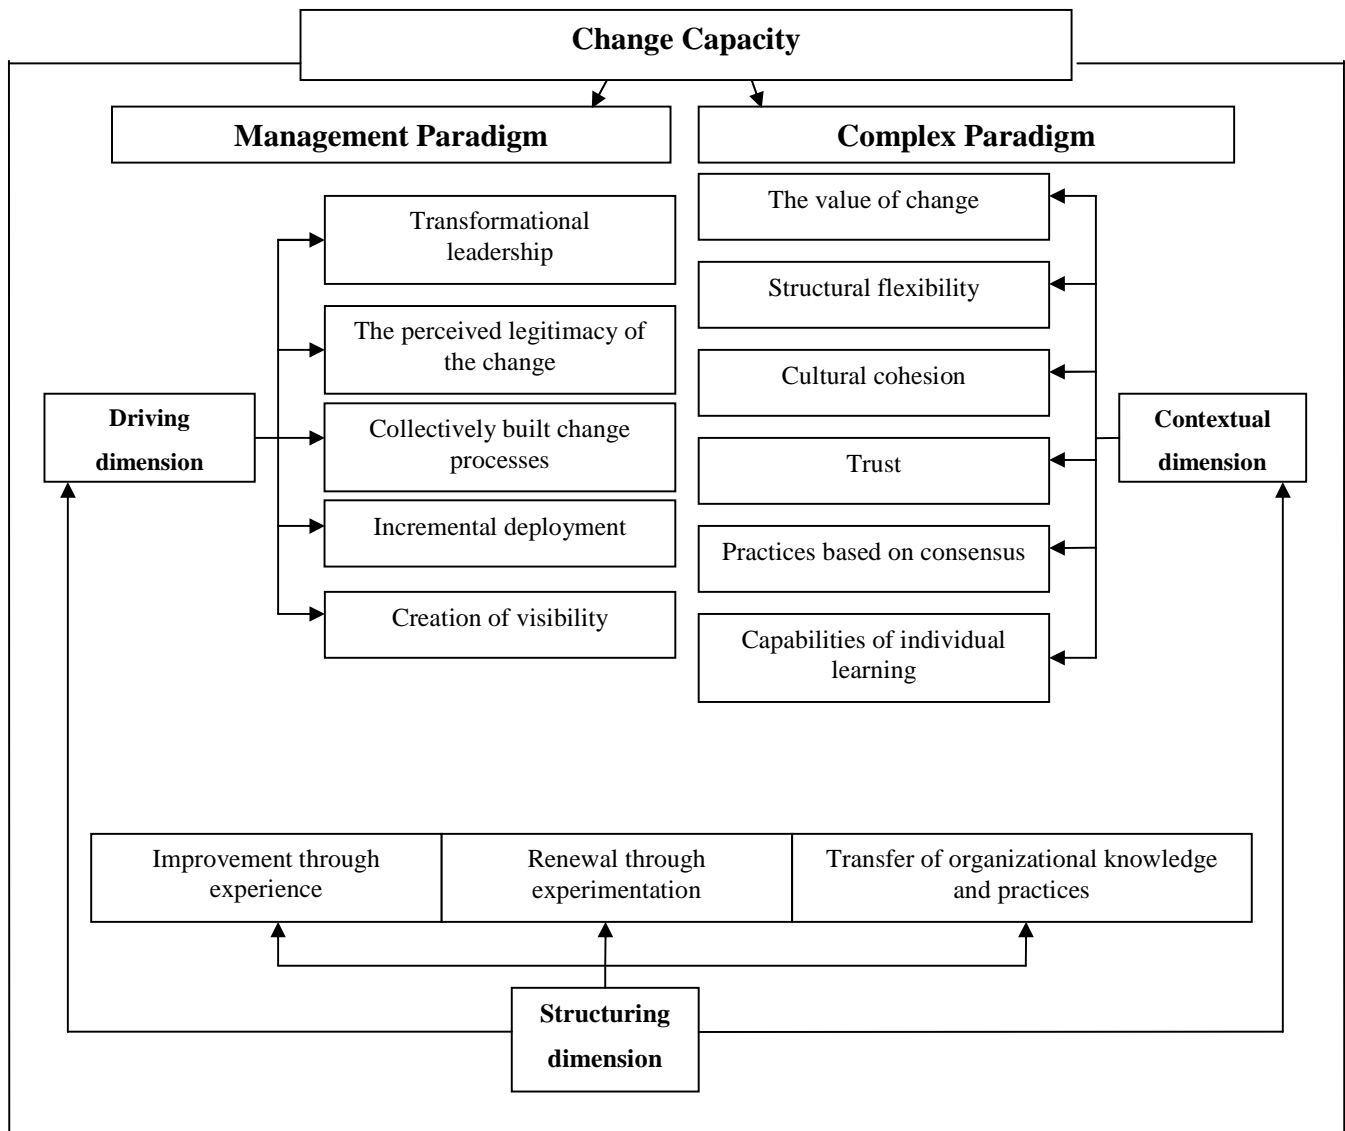 Change Capacity
Management Paradigm
Complex Paradigm
Transformational
leadership
The perceived legitimacy of
the change
Collectively built change
processes
Incremental deployment
Creation of visibility
The value of change
Structural flexibility
Cultural cohesion
Trust
Practices based on consensus
Capabilities of individual
learning
Driving
dimension
Contextual
dimension
Improvement through
experience
Renewal through
experimentation
Transfer of organizational knowledge
and practices
Structuring
dimension